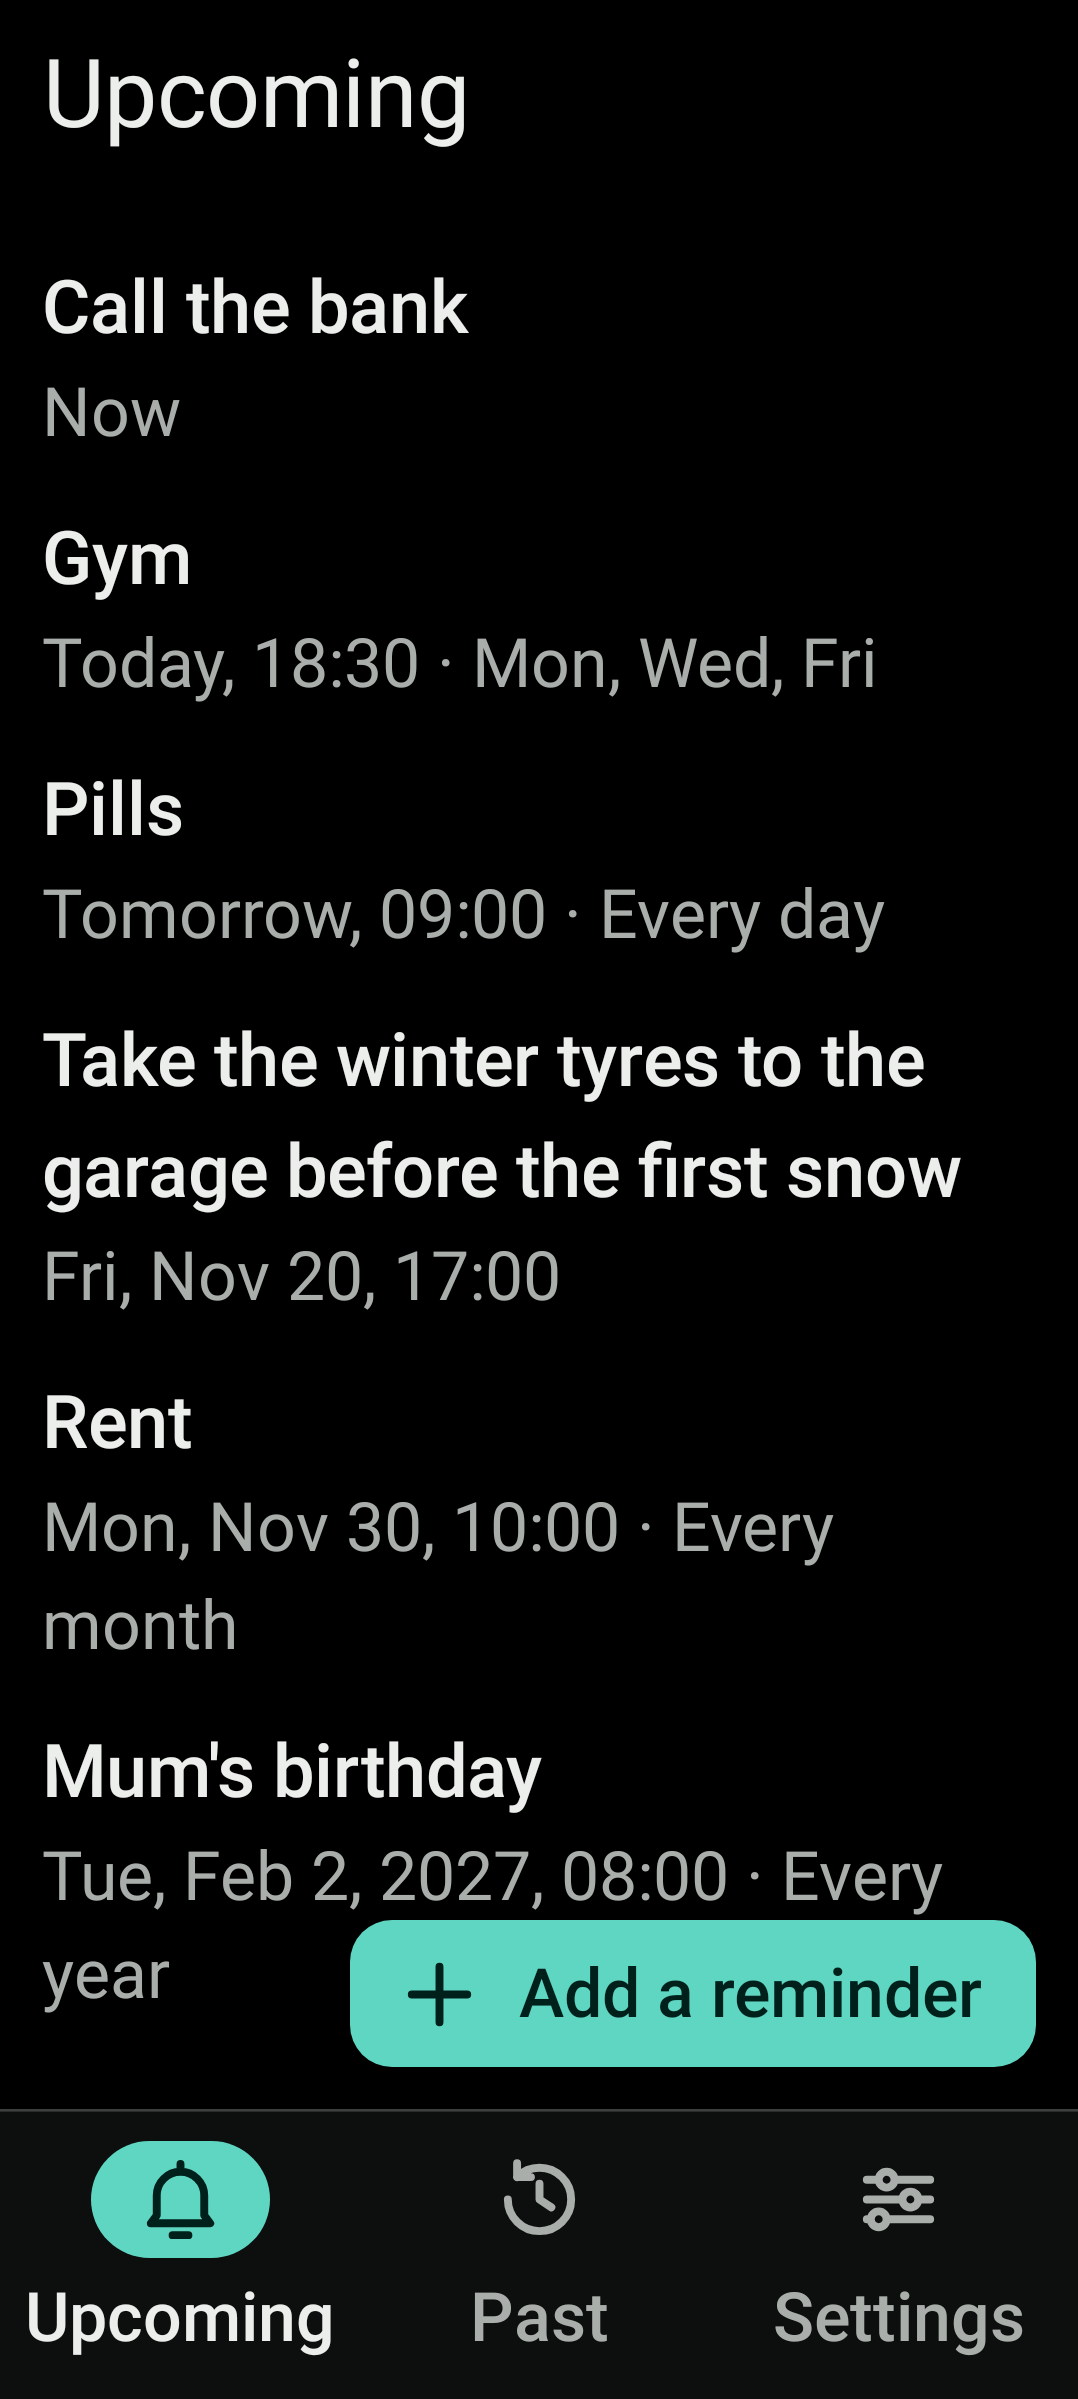 Upcoming
Call the bank
Now
Gym
Today, 18:30 · Mon, Wed, Fri
Pills
Tomorrow, 09:00 · Every day
Take the winter tyres to the
garage before the first snow
Fri, Nov 20, 17:00
Rent
Mon, Nov 30, 10:00 · Every
month
Mum's birthday
Tue, Feb 2, 2027, 08:00 · Every
year
Add a reminder
Upcoming
Past
Settings